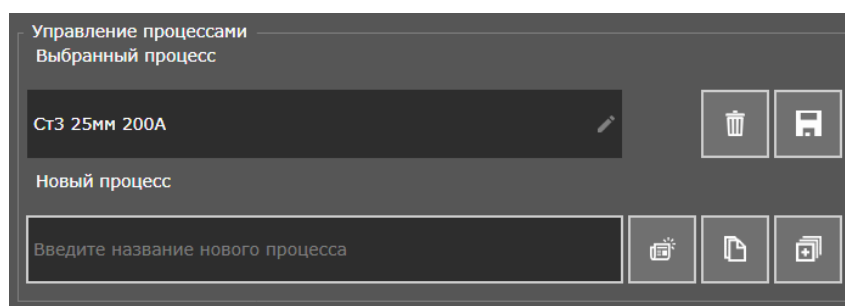 Управление процессами
Выбранный процесс
Ст3 25мм 200А
Новый процесс
Введите название нового процесса